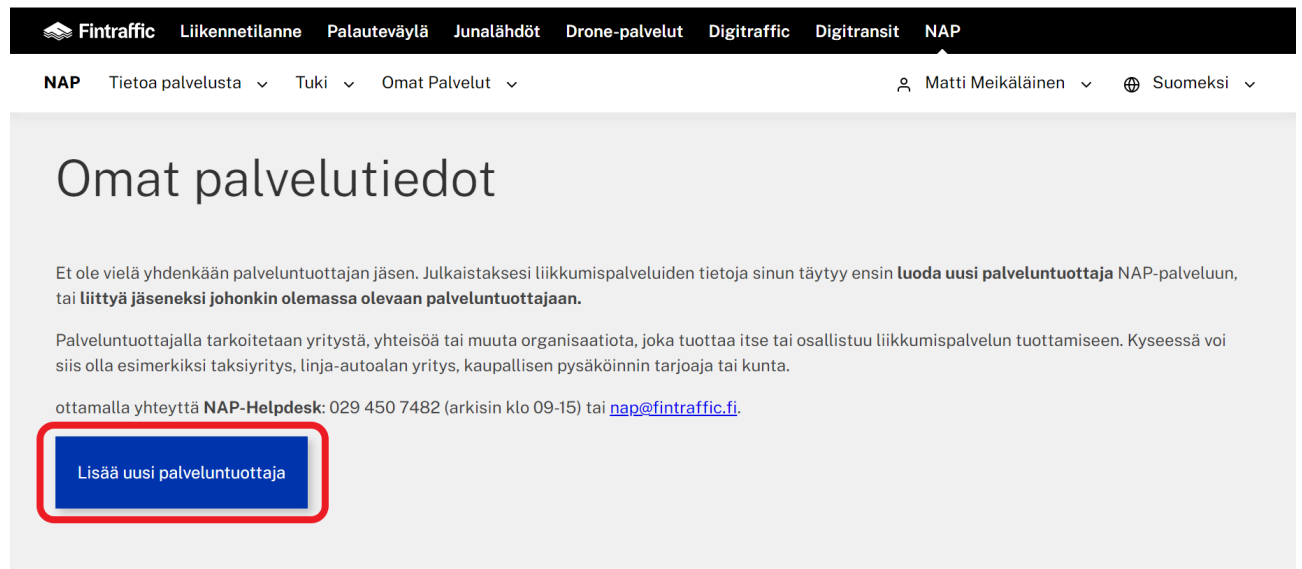 Fintraffic Liikennetilanne Palauteväylä Junalähdöt Drone-palvelut Digitraffic Digitransit NAP
NAP Tietoa palvelusta Tuki Omat Palvelut Matti Meikäläinen Suomeksi
Omat palvelutiedot
Et ole vielä yhdenkään palveluntuottajan jäsen. Julkaistaksesi liikkumispalveluiden tietoja sinun täytyy ensin luoda uusi palveluntuottaja NAP-palveluun,
tai liittyä jäseneksi johonkin olemassa olevaan palveluntuottajaan.
Palveluntuottajalla tarkoitetaan yritystä, yhteisöä tai muuta organisaatiota, joka tuottaa itse tai osallistuu liikkumispalvelun tuottamiseen. Kyseessä voi
siis olla esimerkiksi taksiyritys, linja-autoalan yritys, kaupallisen pysäköinnin tarjoaja tai kunta.
ottamalla yhteyttä NAP-Helpdesk: 029 450 7482 (arkisin klo 09-15) tai nap@fintraffic.fi.
Lisää uusi palveluntuottaja